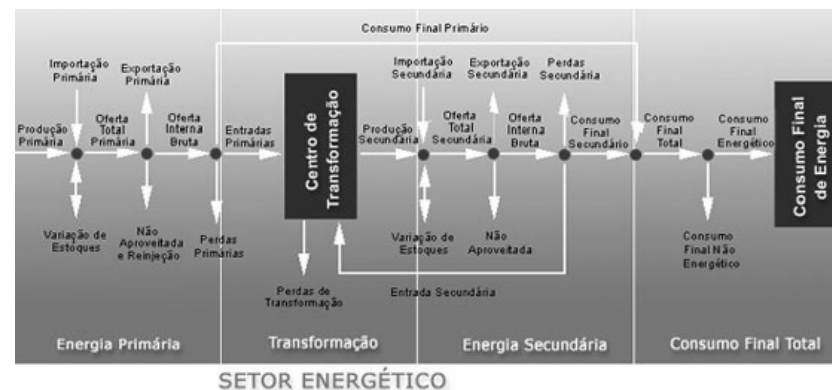 Consumo Final Primário
Importação
Primária
Exportação
Primária
Importação
Secundária
Exportação
Secundária
Perdas
Secundária
Produção
Primária
Oferta
Total
Primária
Oferta
Interna
Bruta
Entradas
Primárias
Centro de
Transformação
Produção
Secundária
Oferta
Total
Secundária
Oferta
Interna
Bruta
Consumo
Final
Secundário
Consumo
Final
Total
Consumo
Final
Energético
Consumo Final
de Energia
Variação de
Estoques
Não
Aproveitada
e Reinjeção
Perdas
Primárias
Perdas de
Transformação
Variação de
Estoques
Não
Aproveitada
Entrada Secundária
Consumo
Final Não
Energético
Energia Primária
Transformação
Energia Secundária
Consumo Final Total
SETOR ENERGÉTICO